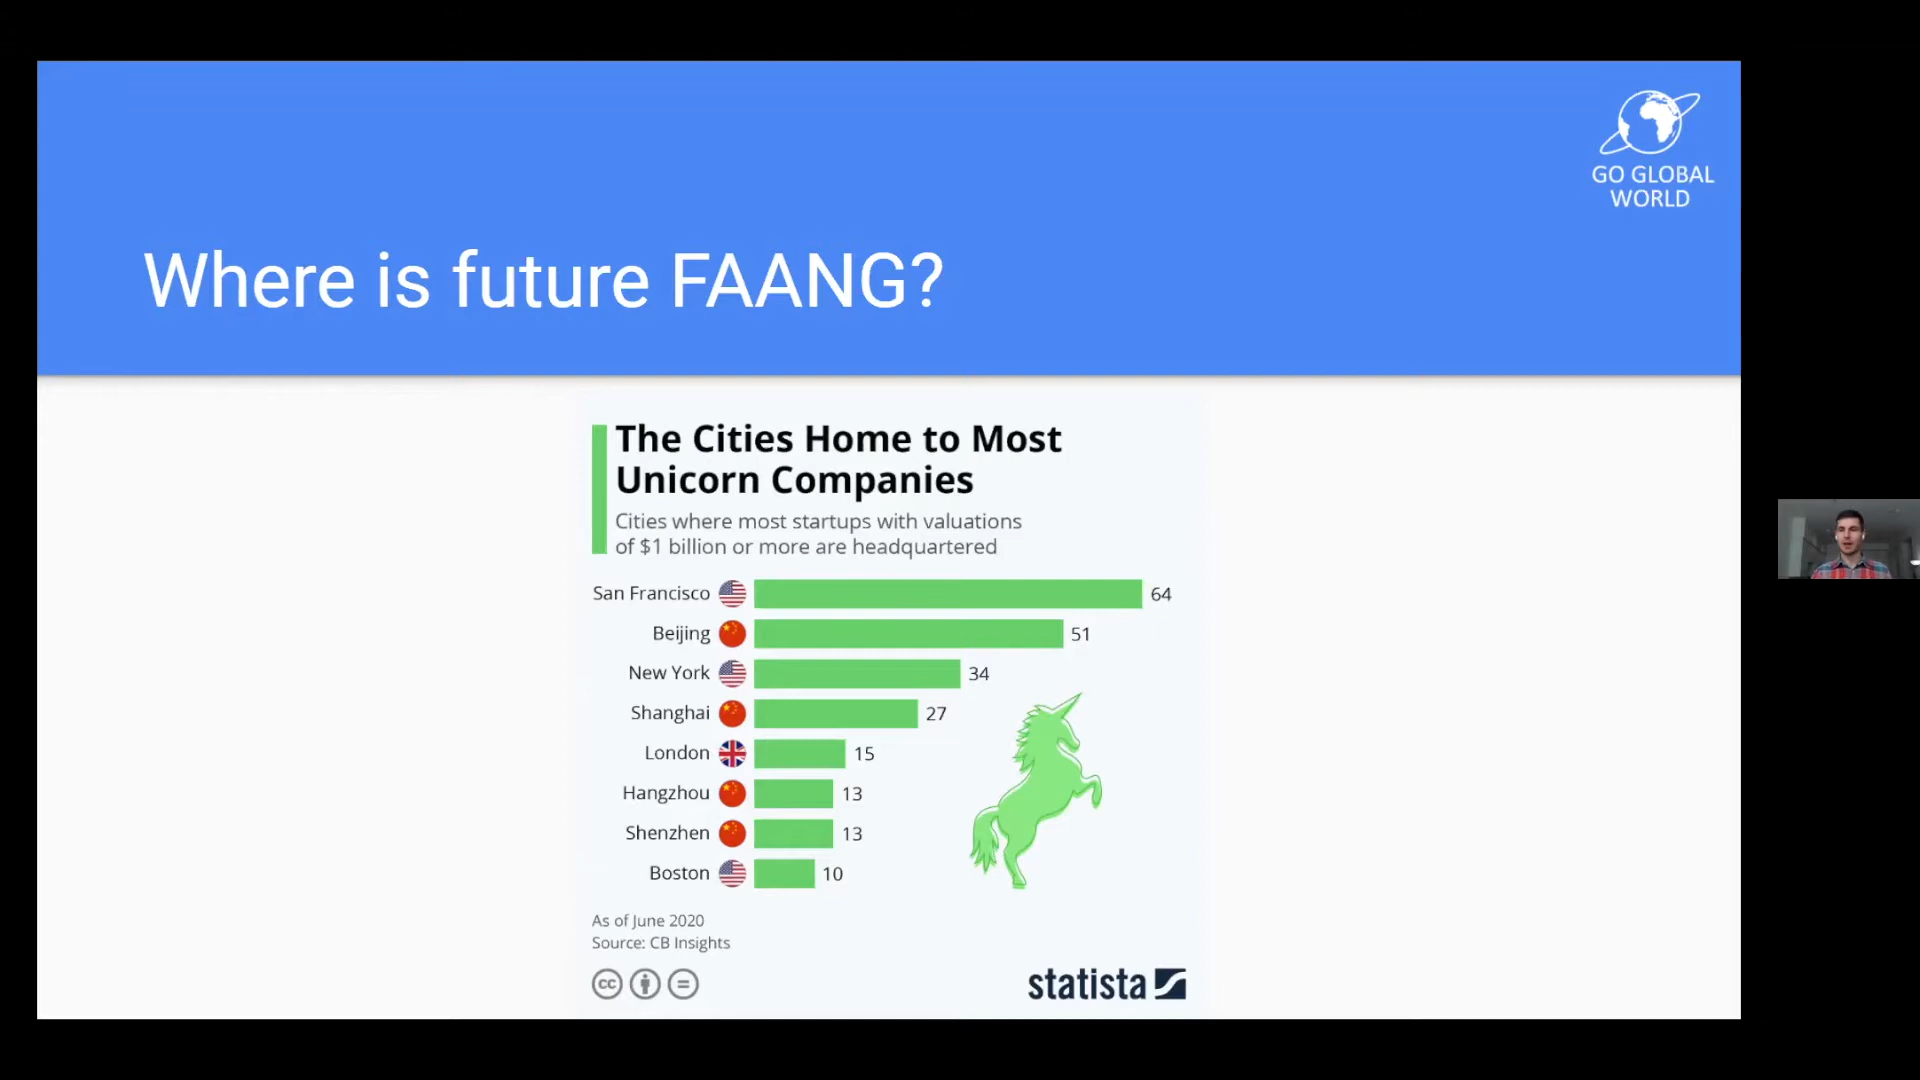 GO GLOBAL
WORLD
Where is future FAANG?
The Cities Home to Most
Unicorn Companies
Cities where most startups with valuations
of $1 billion or more are headquartered
San Francisco 64
Beijing 51
New York 34
Shanghai 27
London 15
Hangzhou 13
Shenzhen 13
Boston 10
As of June 2020
Source: CB Insights
cc
statista